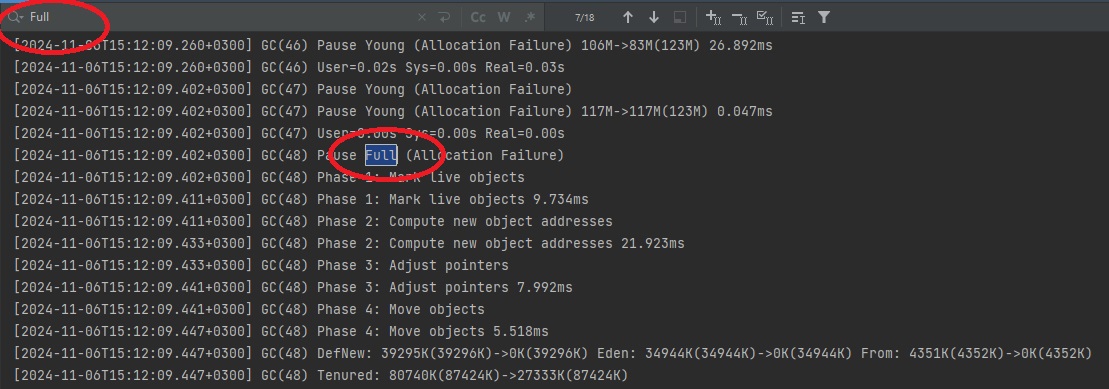 Full Cc W .* 7/18
[2024-11-06T15:12:09.260+0300] GC(46) Pause Young (Allocation Failure) 106M->83M(123M) 26.892ms
[2024-11-06T15:12:09.260+0300] GC(46) User=0.02s Sys=0.00s Real=0.03s
[2024-11-06T15:12:09.402+0300] GC(47) Pause Young (Allocation Failure)
[2024-11-06T15:12:09.402+0300] GC(47) Pause Young (Allocation Failure) 117M->117M(123M) 0.047ms
[2024-11-06T15:12:09.402+0300] GC(47) User=0.00s Sys=0.00s Real=0.00s
[2024-11-06T15:12:09.402+0300] GC(48) Pause Full (Allocation Failure)
[2024-11-06T15:12:09.402+0300] GC(48) Phase 1: Mark live objects
[2024-11-06T15:12:09.411+0300] GC(48) Phase 1: Mark live objects 9.734ms
[2024-11-06T15:12:09.411+0300] GC(48) Phase 2: Compute new object addresses
[2024-11-06T15:12:09.433+0300] GC(48) Phase 2: Compute new object addresses 21.923ms
[2024-11-06T15:12:09.433+0300] GC(48) Phase 3: Adjust pointers
[2024-11-06T15:12:09.441+0300] GC(48) Phase 3: Adjust pointers 7.992ms
[2024-11-06T15:12:09.441+0300] GC(48) Phase 4: Move objects
[2024-11-06T15:12:09.447+0300] GC(48) Phase 4: Move objects 5.518ms
[2024-11-06T15:12:09.447+0300] GC(48) DefNew: 39295K(39296K)->0K(39296K) Eden: 34944K(34944K)->0K(34944K) From: 4351K(4352K)->0K(4352K)
[2024-11-06T15:12:09.447+0300] GC(48) Tenured: 80740K(87424K)->27333K(87424K)